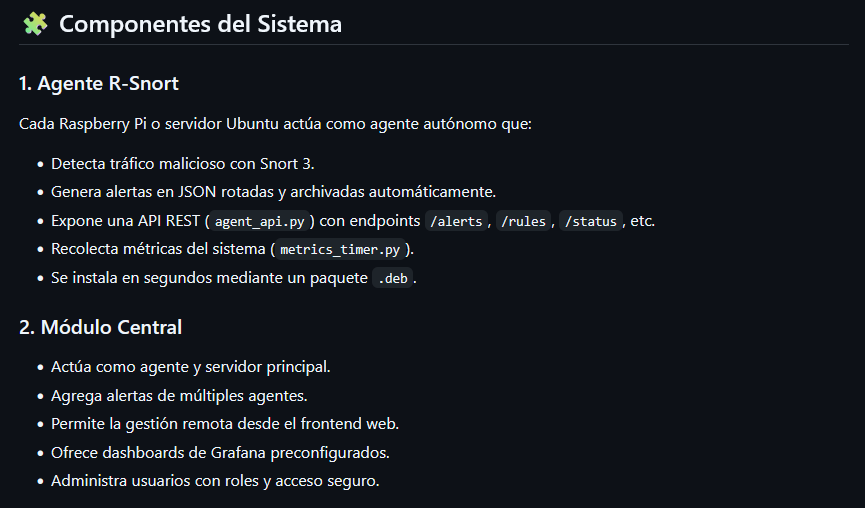 Componentes del Sistema
1. Agente R-Snort
Cada Raspberry Pi o servidor Ubuntu actúa como agente autónomo que:
• Detecta tráfico malicioso con Snort 3.
• Genera alertas en JSON rotadas y archivadas automáticamente.
• Expone una API REST (agent_api.py) con endpoints /alerts, /rules, /status, etc.
• Recolecta métricas del sistema (metrics_timer.py).
• Se instala en segundos mediante un paquete .deb.
2. Módulo Central
• Actúa como agente y servidor principal.
• Agrega alertas de múltiples agentes.
• Permite la gestión remota desde el frontend web.
• Ofrece dashboards de Grafana preconfigurados.
• Administra usuarios con roles y acceso seguro.